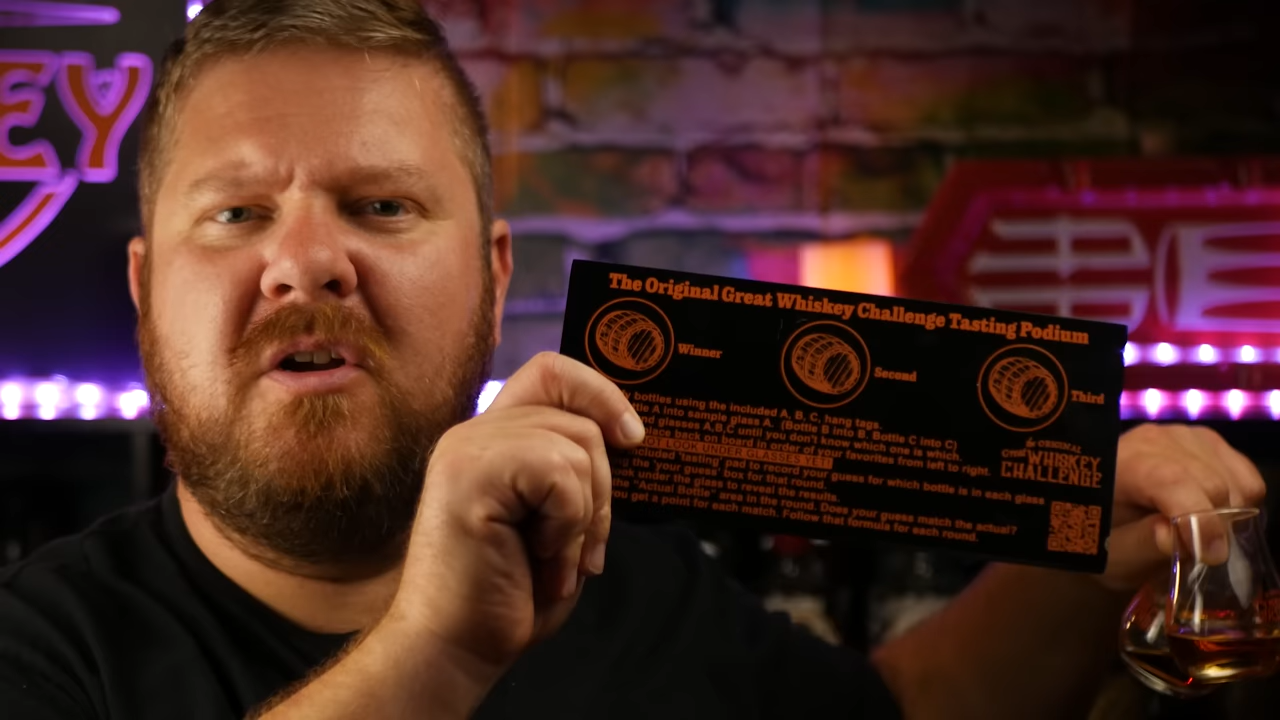 EY
The Original Great Whiskey Challenge Tasting Podium
Winner
Second
Third
bottles using the included A, B, C, hang tags.
A into sample glass A. (Bottle B into B. Bottle C into C)
glasses A,B,C until you don't know which one is which.
back on board in order of your favorites from left to right.
LOOK UNDER GLASSES YET!
included 'tasting' pad to record your guess for which bottle is in each glass
the 'your guess' box for that round.
under the glass to reveal the results.
the "Actual Bottle" area in the round. Does your guess match the actual?
you get a point for each match. Follow that formula for each round.
the ORIGINAL
GREAT WHISKEY
CHALLENGE